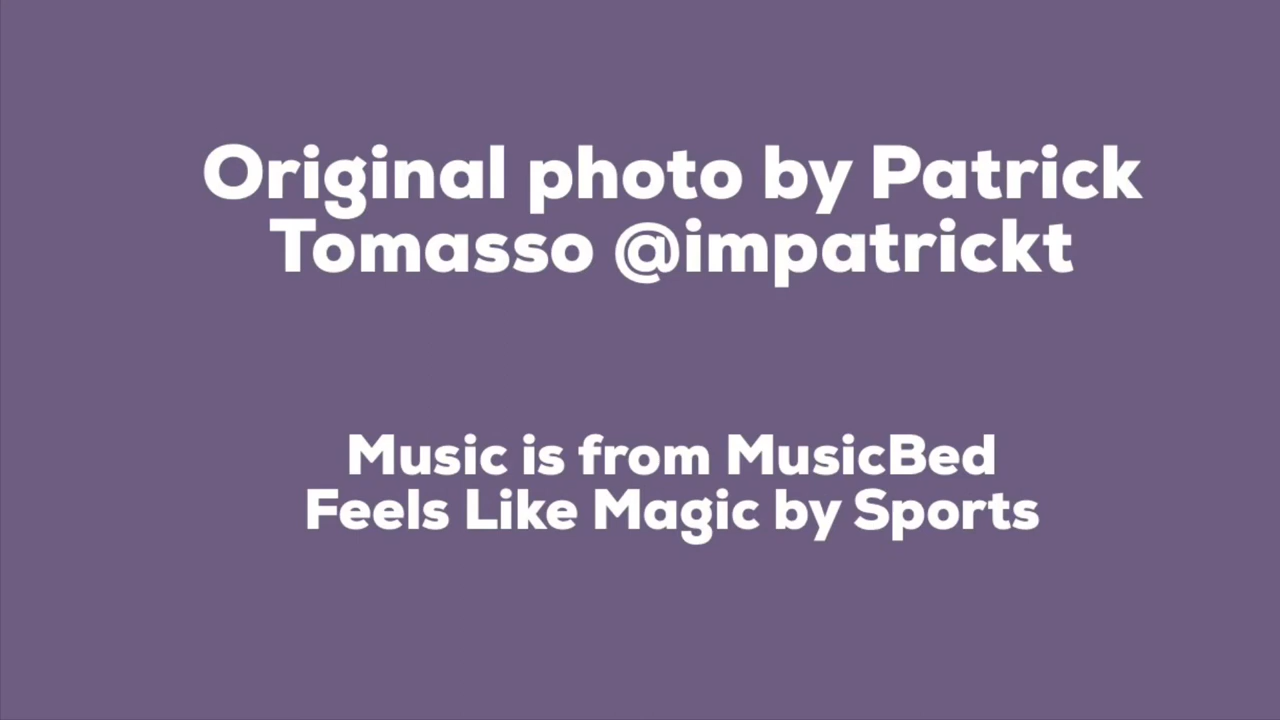 Original photo by Patrick
Tomasso @impatrickt
Music is from MusicBed
Feels Like Magic by Sports